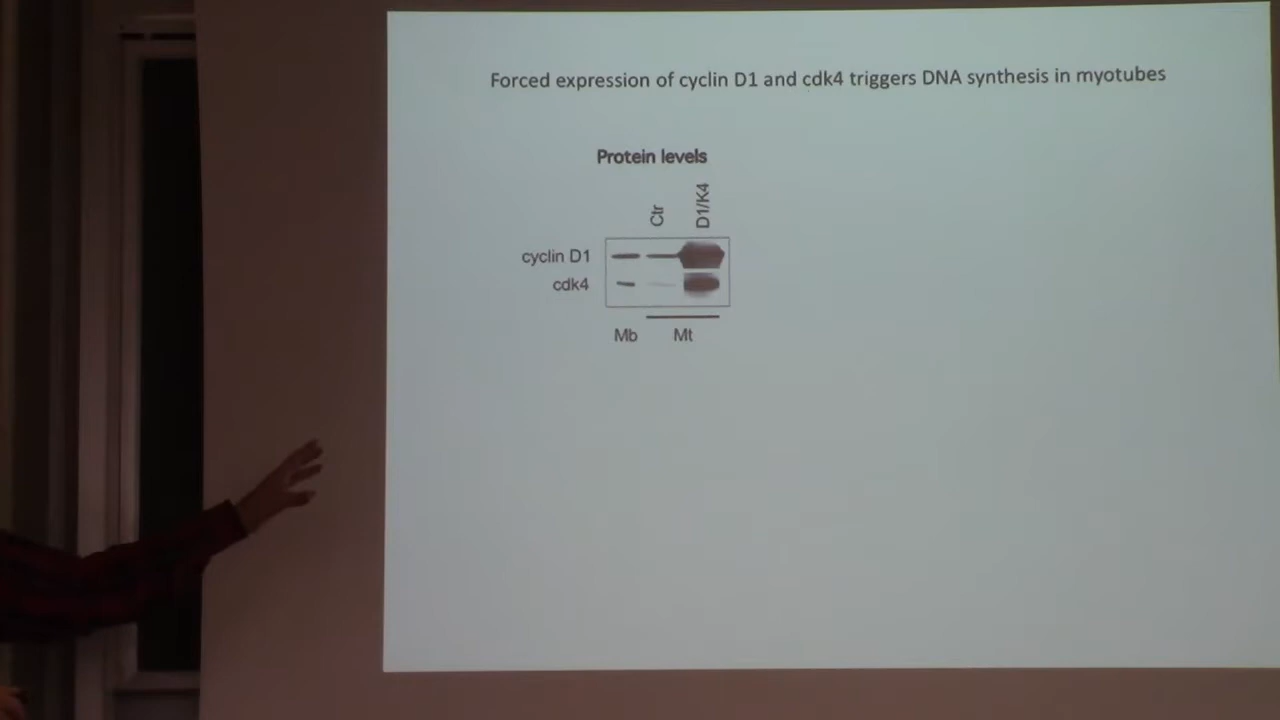 Forced expression of cyclin D1 and cdk4 triggers DNA synthesis in myotubes
Protein levels
Ctr D1/K4
cyclin D1
cdk4
Mb Mt